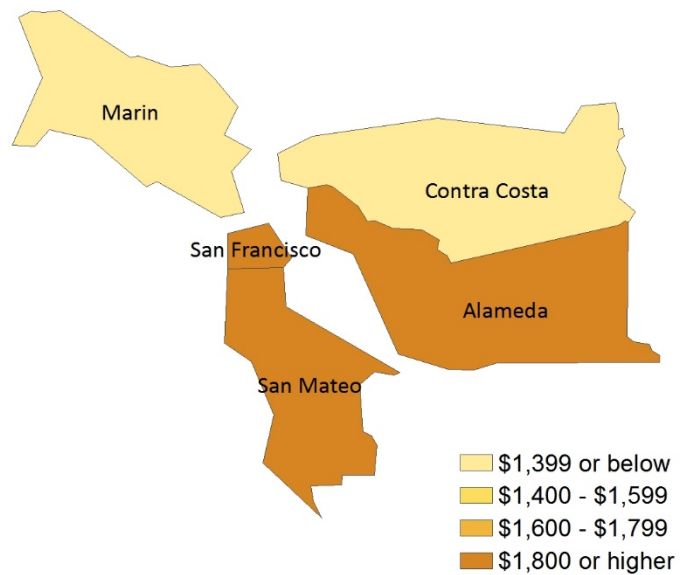 Marin
Contra Costa
San Francisco
Alameda
San Mateo
$1,399 or below
$1,400 - $1,599
$1,600 - $1,799
$1,800 or higher